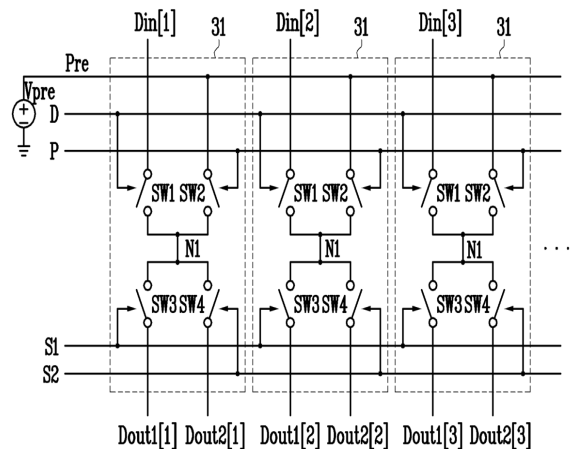 Din[1] 31 Din[2] 31 Din[3] 31
Pre
Vpre
D
P
SW1 SW2 SW1 SW2 SW1 SW2
N1 N1 N1
. . .
SW3 SW4 SW3 SW4 SW3 SW4
S1
S2
Dout1[1] Dout2[1] Dout1[2] Dout2[2] Dout1[3] Dout2[3]